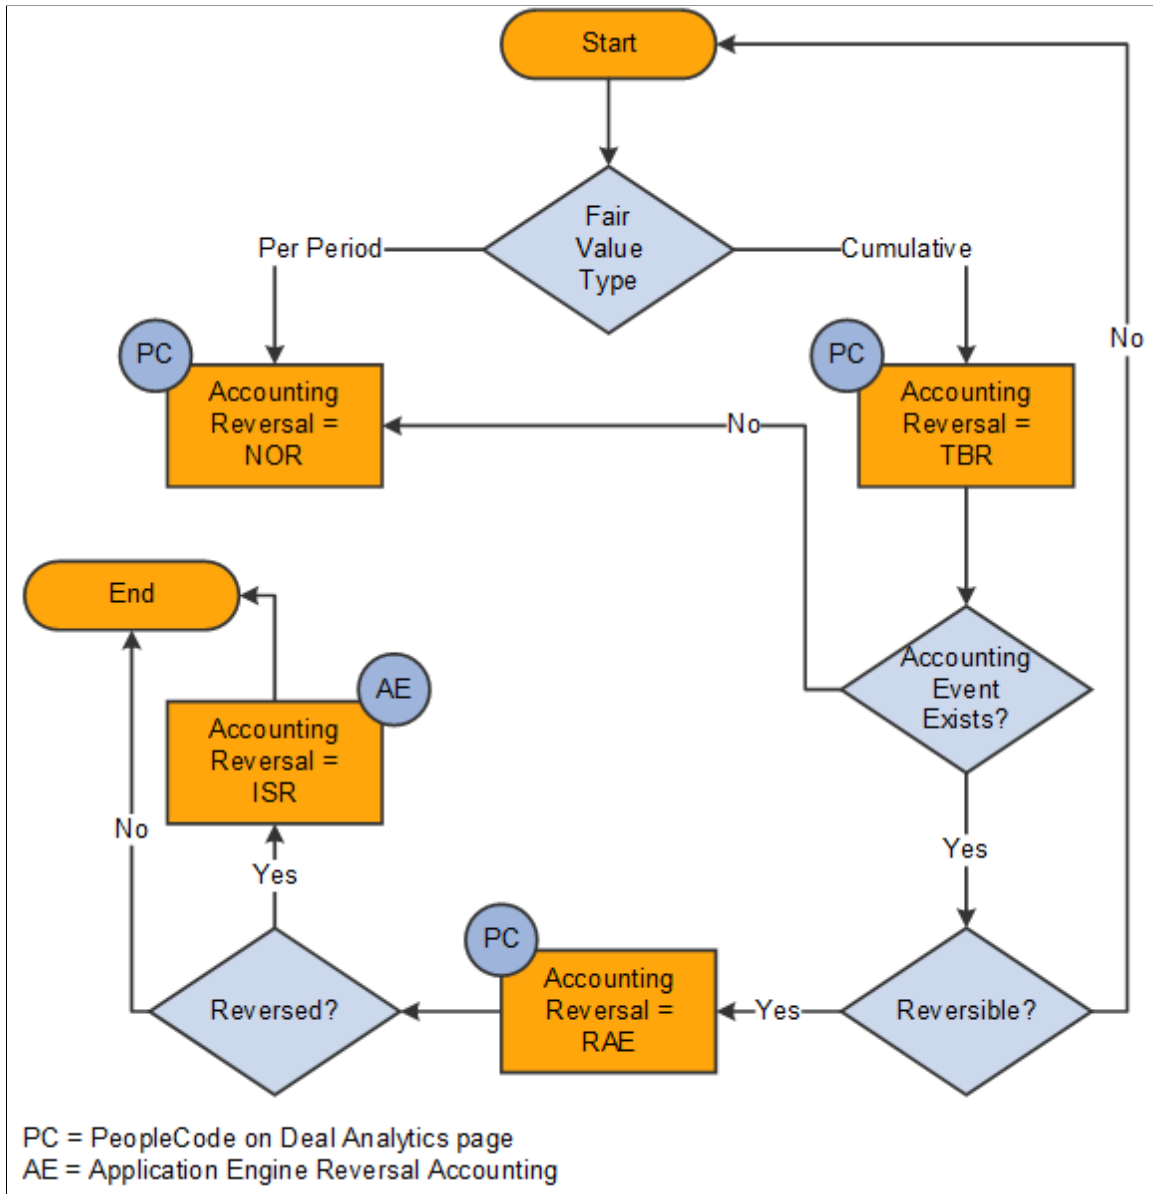 Start
Fair
Value
Type
Per Period
Cumulative
No
PC
Accounting
Reversal =
NOR
PC
Accounting
Reversal =
TBR
No
End
Accounting
Event
Exists?
AE
Accounting
Reversal =
ISR
No
Yes
Yes
PC
Accounting
Reversal =
RAE
Reversed?
Yes
Reversible?
PC = PeopleCode on Deal Analytics page
AE = Application Engine Reversal Accounting